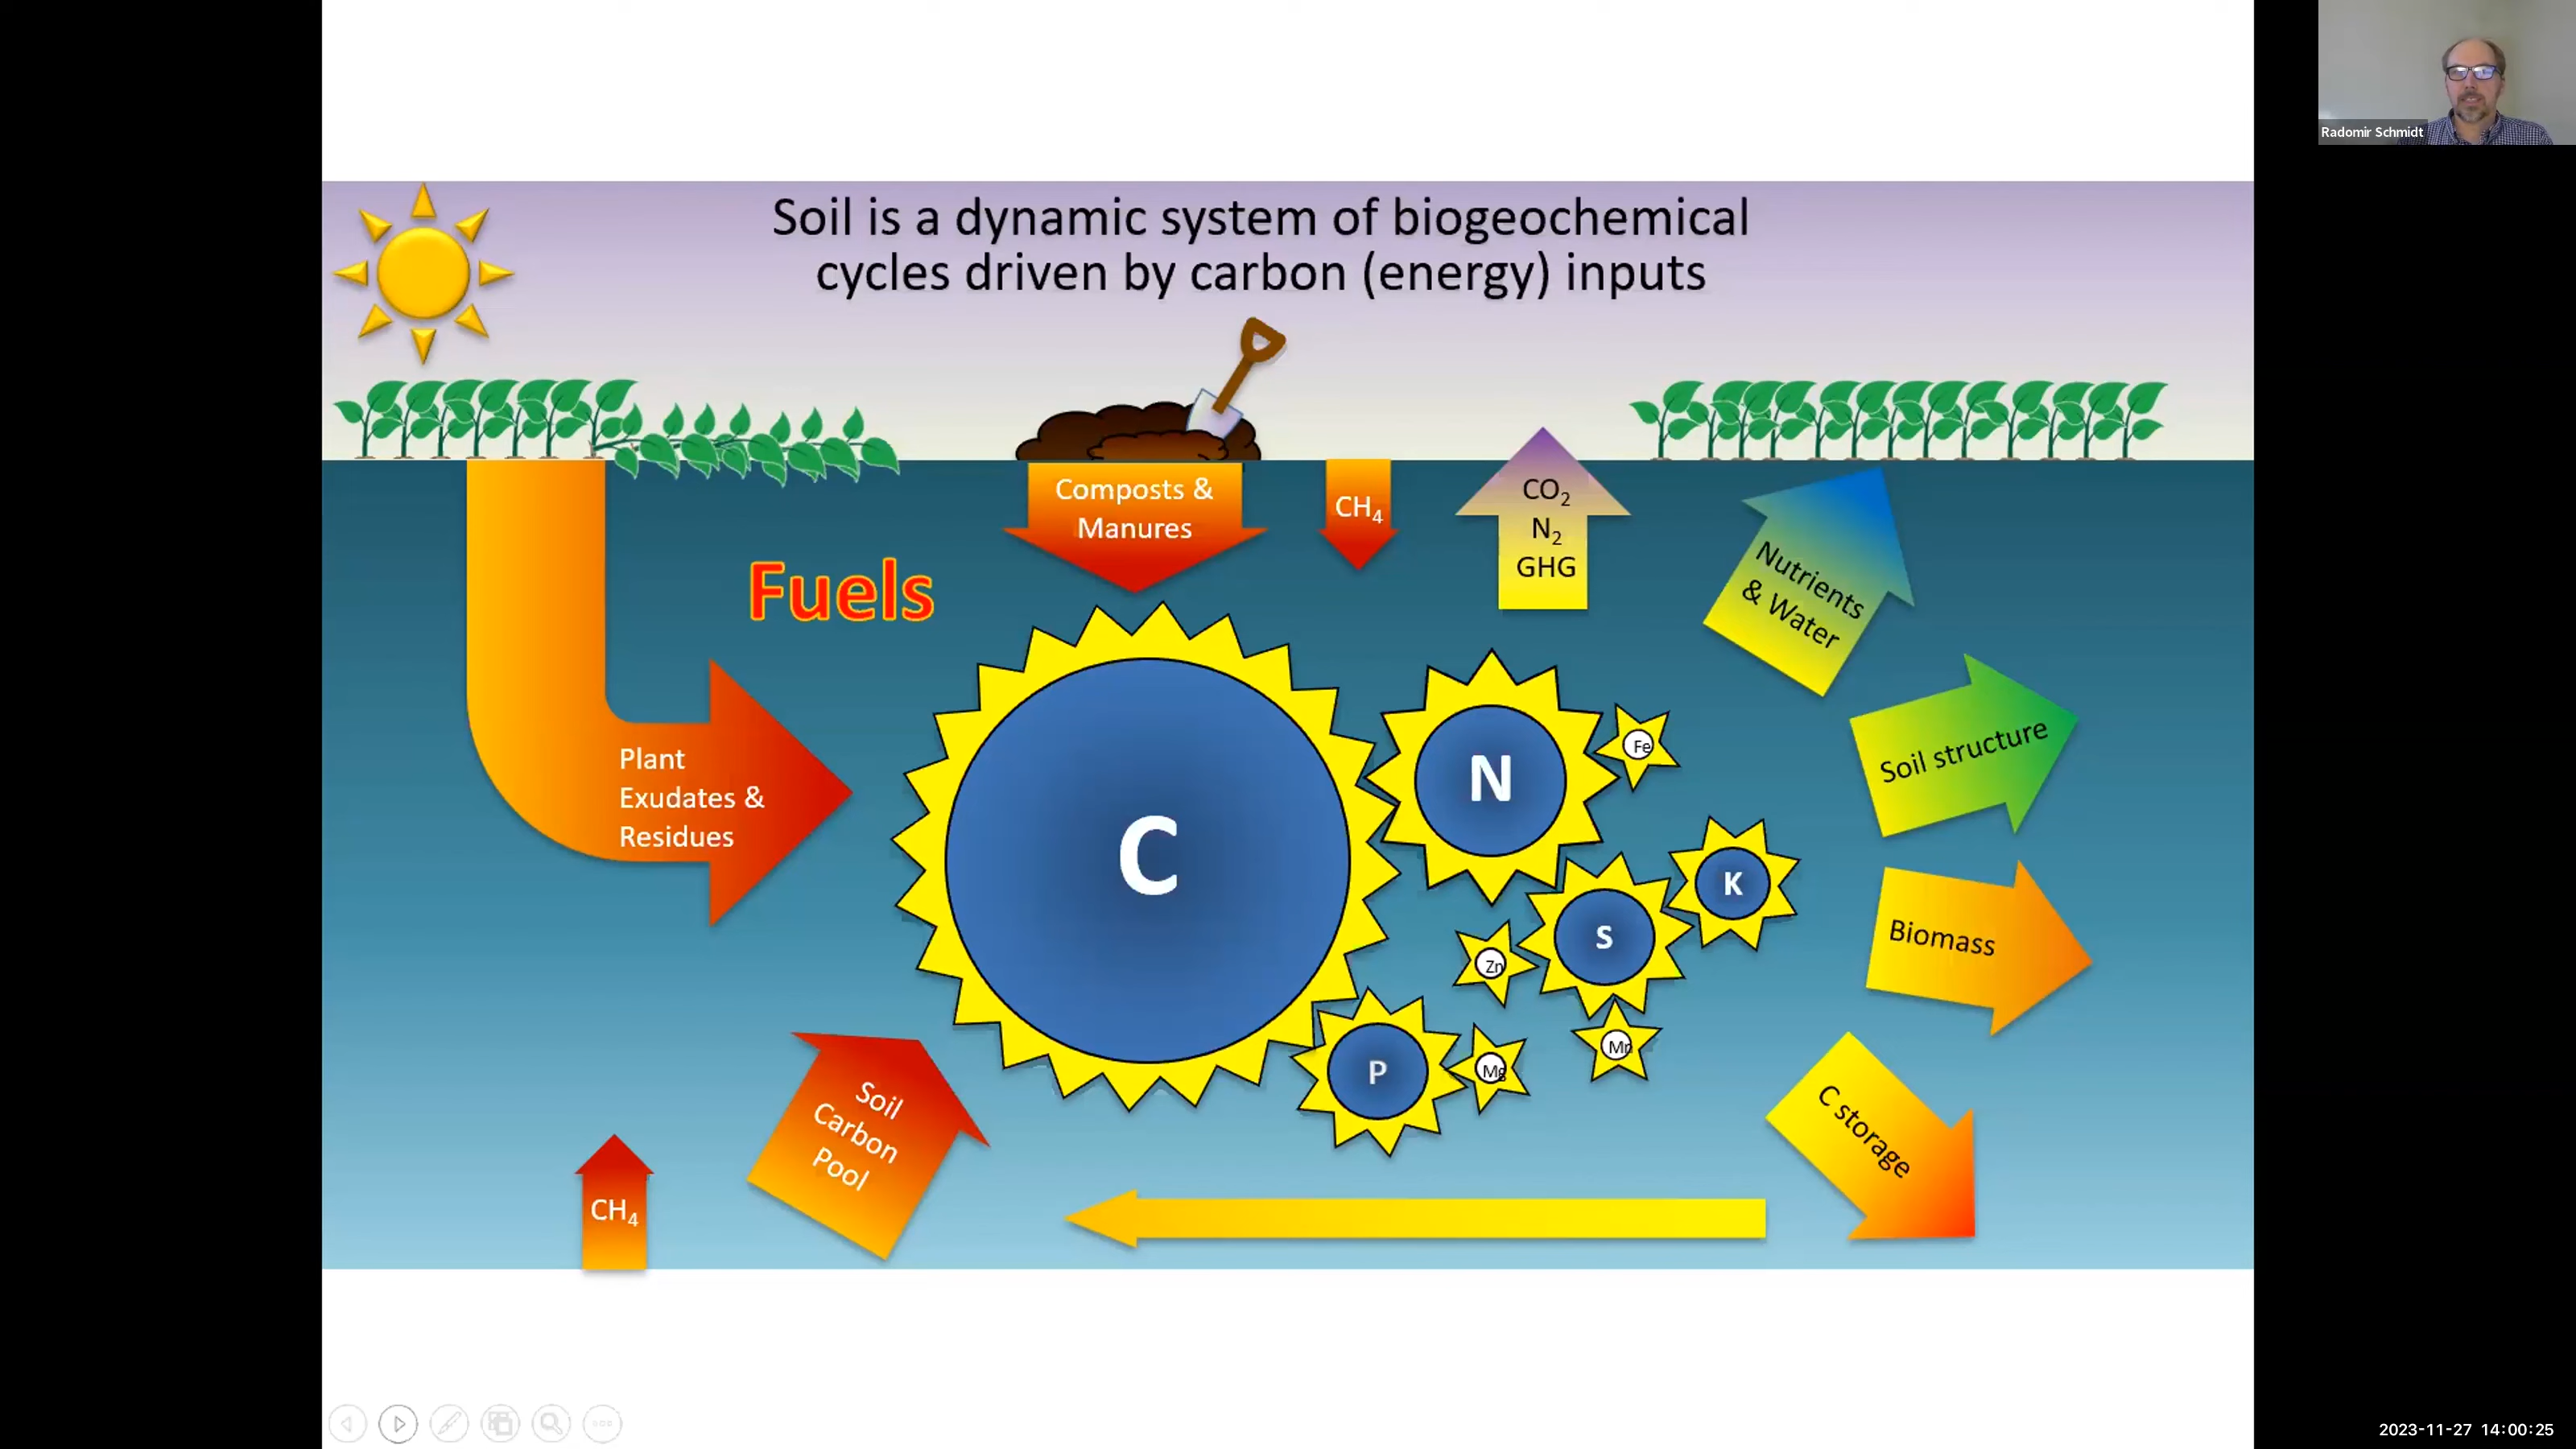 Radomir Schmidt
Soil is a dynamic system of biogeochemical
cycles driven by carbon (energy) inputs
Composts &
Manures
CH4
CO2
N2
GHG
Nutrients
& Water
Fuels
Plant
Exudates &
Residues
C
N
Fe
Soil structure
K
S
Biomass
Zn
Mn
P
Mg
Soil
Carbon
Pool
C storage
CH4
2023-11-27 14:00:25